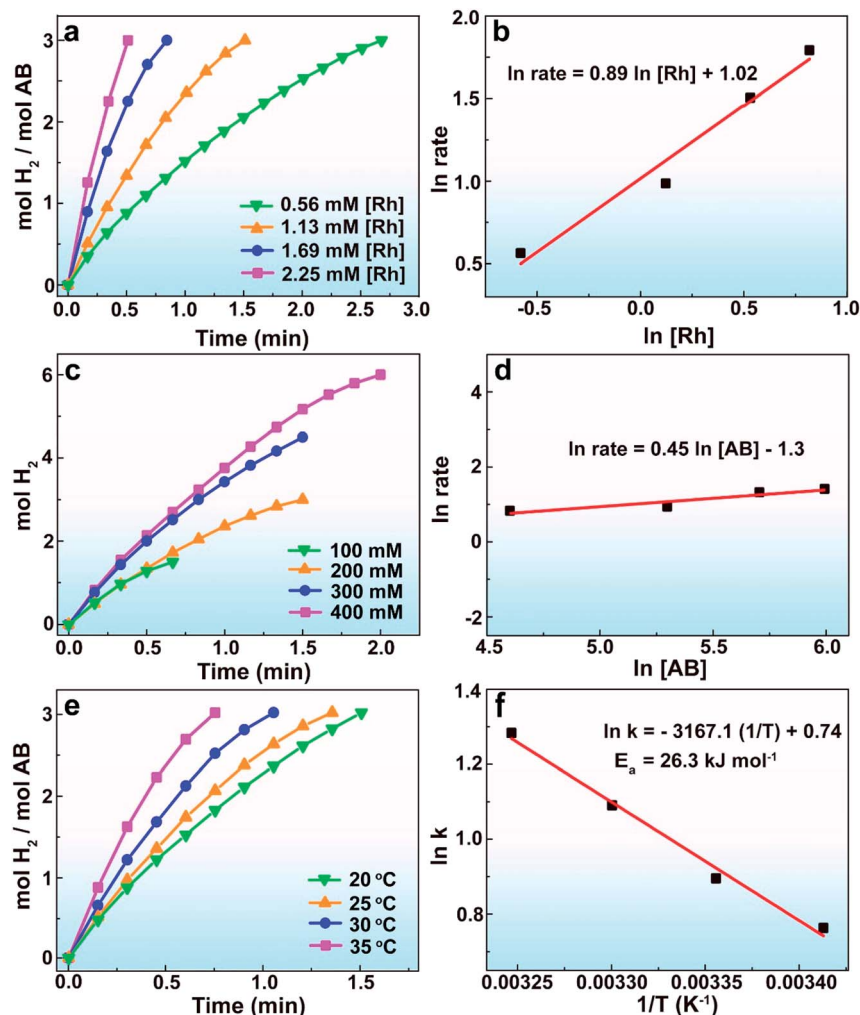 a
mol H2 / mol AB
3
2
1
0
0.56 mM [Rh]
1.13 mM [Rh]
1.69 mM [Rh]
2.25 mM [Rh]
0.0 0.5 1.0 1.5 2.0 2.5 3.0
Time (min)
b
ln rate
2.0
1.5
1.0
0.5
ln rate = 0.89 ln [Rh] + 1.02
-0.5 0.0 0.5 1.0
ln [Rh]
c
mol H2
6
4
2
0
100 mM
200 mM
300 mM
400 mM
0.0 0.5 1.0 1.5 2.0
Time (min)
d
ln rate
4
2
0
-2
ln rate = 0.45 ln [AB] - 1.3
4.5 5.0 5.5 6.0
ln [AB]
e
mol H2 / mol AB
3
2
1
0
20 °C
25 °C
30 °C
35 °C
0.0 0.5 1.0 1.5
Time (min)
f
ln k
1.4
1.2
1.0
0.8
ln k = - 3167.1 (1/T) + 0.74
Ea = 26.3 kJ mol-1
0.00325 0.00330 0.00335 0.00340
1/T (K-1)